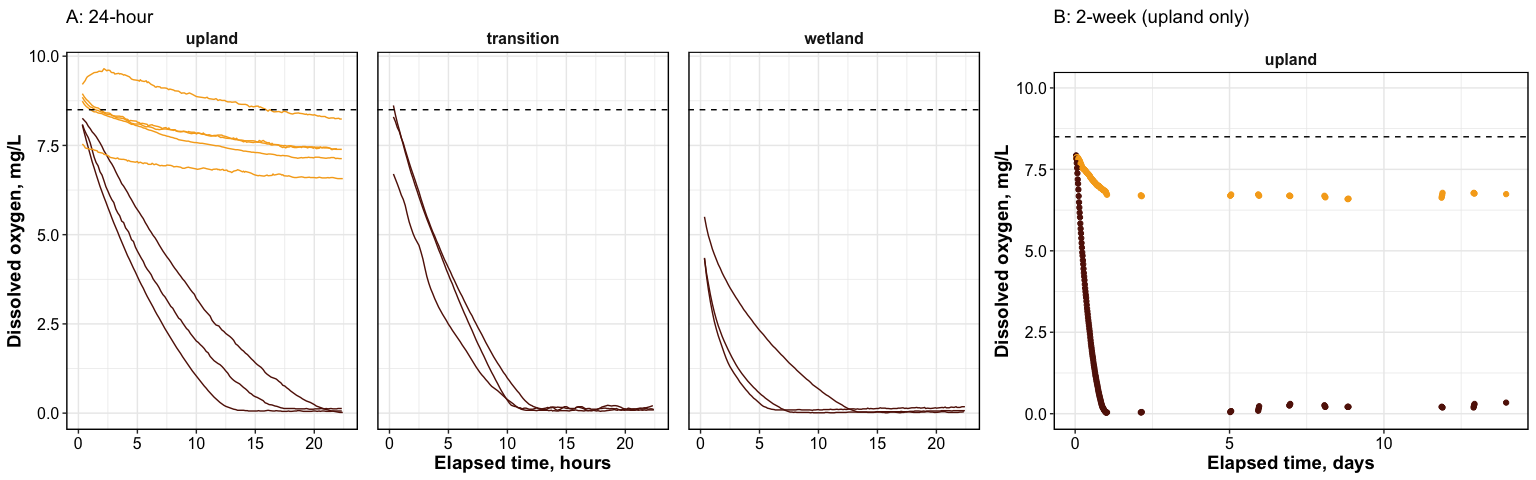 A: 24-hour
upland
transition
wetland
10.0
7.5
5.0
2.5
0.0
Dissolved oxygen, mg/L
0 5 10 15 20
0 5 10 15 20
0 5 10 15 20
Elapsed time, hours
B: 2-week (upland only)
upland
10.0
7.5
5.0
2.5
0.0
Dissolved oxygen, mg/L
0 5 10
Elapsed time, days